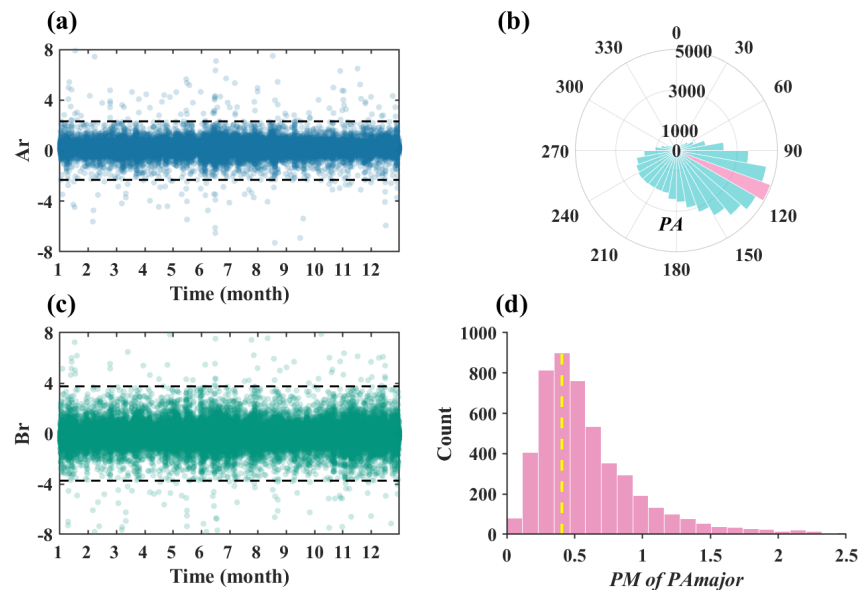 (a)
8
4
0
-4
-8
Ar
1 2 3 4 5 6 7 8 9 10 11 12
Time (month)
(b)
0
30
60
90
120
150
180
210
240
270
300
330
5000
3000
1000
0
PA
(c)
8
4
0
-4
-8
Br
1 2 3 4 5 6 7 8 9 10 11 12
Time (month)
(d)
1000
800
600
400
200
0
Count
0 0.5 1 1.5 2 2.5
PM of PAmajor